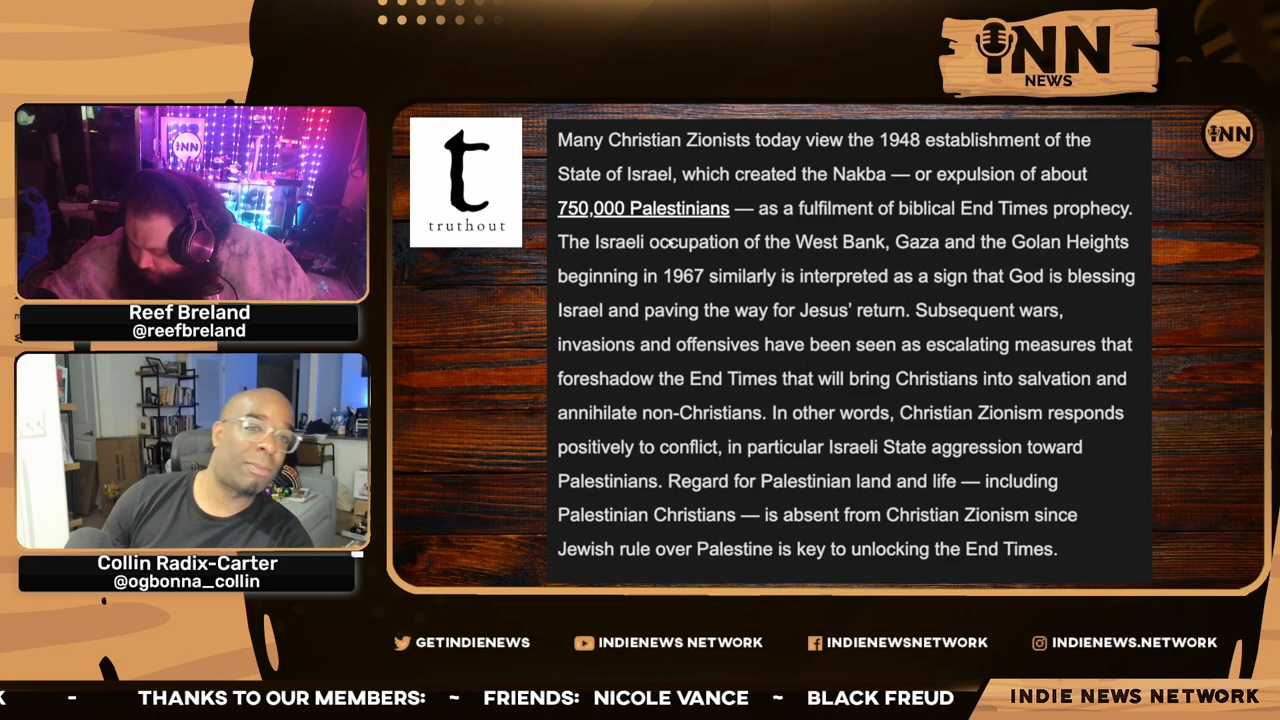 INN
NEWS
INN
INN
truthout
Many Christian Zionists today view the 1948 establishment of the
State of Israel, which created the Nakba — or expulsion of about
750,000 Palestinians — as a fulfilment of biblical End Times prophecy.
The Israeli occupation of the West Bank, Gaza and the Golan Heights
beginning in 1967 similarly is interpreted as a sign that God is blessing
Israel and paving the way for Jesus’ return. Subsequent wars,
invasions and offensives have been seen as escalating measures that
foreshadow the End Times that will bring Christians into salvation and
annihilate non-Christians. In other words, Christian Zionism responds
positively to conflict, in particular Israeli State aggression toward
Palestinians. Regard for Palestinian land and life — including
Palestinian Christians — is absent from Christian Zionism since
Jewish rule over Palestine is key to unlocking the End Times.
Reef Breland
@reefbreland
Collin Radix-Carter
@ogbonna_collin
GETINDIENEWS
INDIENEWS NETWORK
INDIENEWSNETWORK
INDIENEWS.NETWORK
K - THANKS TO OUR MEMBERS: ~ FRIENDS: NICOLE VANCE ~ BLACK FREUD
INDIE NEWS NETWORK